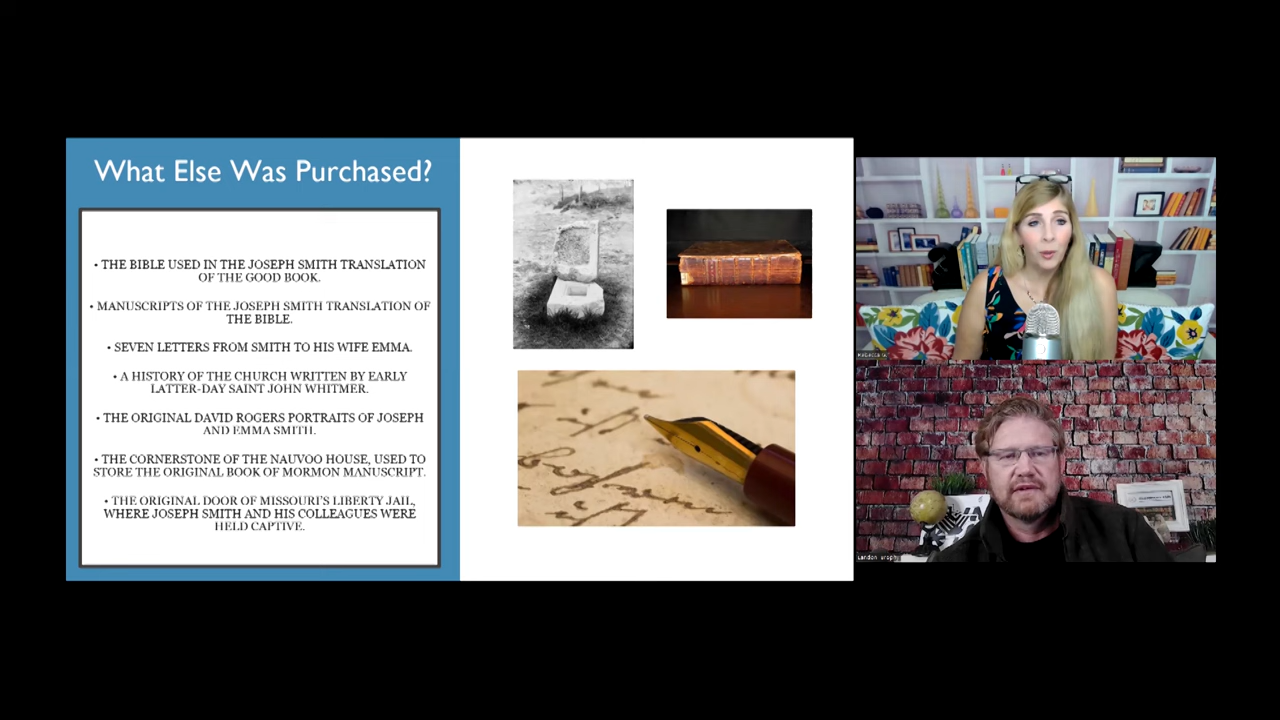 What Else Was Purchased?
• THE BIBLE USED IN THE JOSEPH SMITH TRANSLATION
OF THE GOOD BOOK.
• MANUSCRIPTS OF THE JOSEPH SMITH TRANSLATION OF
THE BIBLE.
• SEVEN LETTERS FROM SMITH TO HIS WIFE EMMA.
• A HISTORY OF THE CHURCH WRITTEN BY EARLY
LATTER-DAY SAINT JOHN WHITMER.
• THE ORIGINAL DAVID ROGERS PORTRAITS OF JOSEPH
AND EMMA SMITH.
• THE CORNERSTONE OF THE NAUVOO HOUSE, USED TO
STORE THE ORIGINAL BOOK OF MORMON MANUSCRIPT.
• THE ORIGINAL DOOR OF MISSOURI'S LIBERTY JAIL,
WHERE JOSEPH SMITH AND HIS COLLEAGUES WERE
HELD CAPTIVE.
Landon